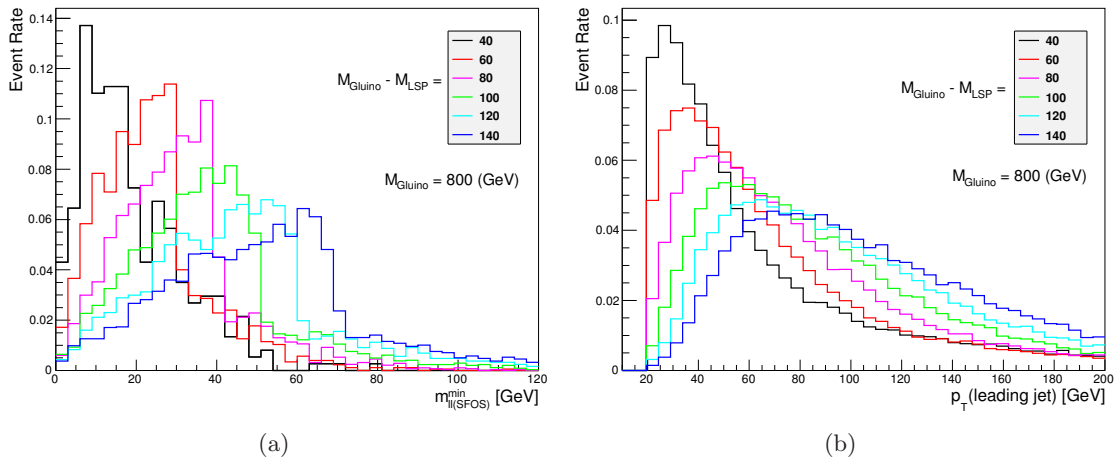 Event Rate
0.14
0.12
0.1
0.08
0.06
0.04
0.02
0
0 20 40 60 80 100 120
m^min_ll(SFOS) [GeV]
M_Gluino - M_LSP =
40
60
80
100
120
140
M_Gluino = 800 (GeV)
(a)
Event Rate
0.1
0.08
0.06
0.04
0.02
0
0 20 40 60 80 100 120 140 160 180 200
p_T(leading jet) [GeV]
M_Gluino - M_LSP =
40
60
80
100
120
140
M_Gluino = 800 (GeV)
(b)